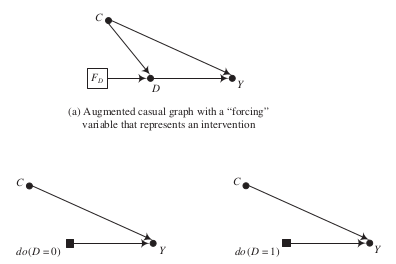 C
F_D
D
Y
(a) Augmented casual graph with a “forcing”
variable that represents an intervention
C
C
do(D = 0)
Y
do(D = 1)
Y